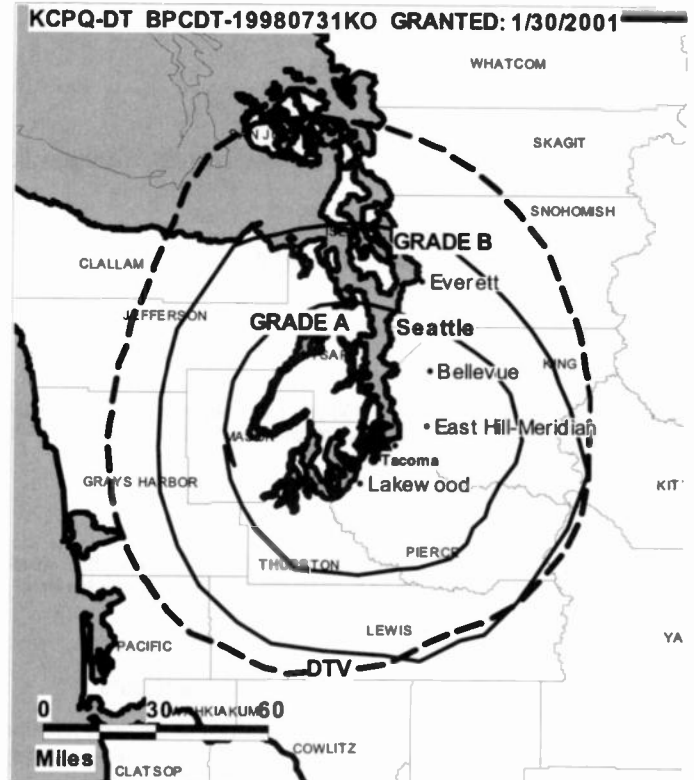 KCPQ-DT BPCDT-19980731KO GRANTED: 1/30/2001
WHATCOM
SKAGIT
SNOHOMISH
GRADE B
CLALLAM
Everett
JEFFERSON
GRADE A
Seattle
KING
Bellevue
East Hill-Meridian
MASON
Tacoma
GRAYS HARBOR
Lakewood
KIT
PIERCE
THURSTON
LEWIS
YA
PACIFIC
DTV
0 30 60
WAHKIAKUM
Miles
COWLITZ
CLATSOP